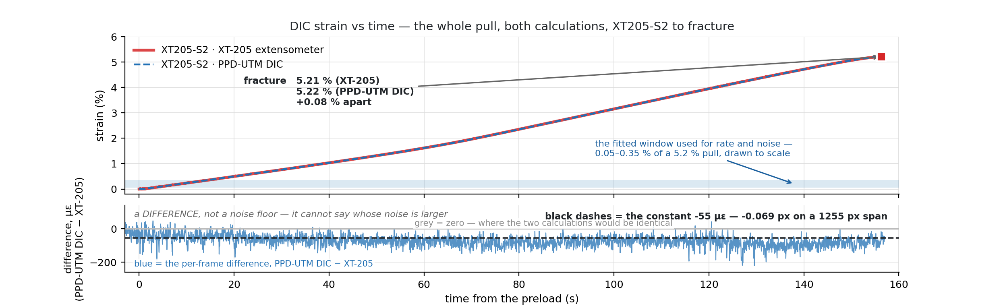 DIC strain vs time — the whole pull, both calculations, XT205-S2 to fracture
6
5
4
3
2
1
0
strain (%)
XT205-S2 · XT-205 extensometer
XT205-S2 · PPD-UTM DIC
fracture 5.21 % (XT-205)
5.22 % (PPD-UTM DIC)
+0.08 % apart
the fitted window used for rate and noise —
0.05–0.35 % of a 5.2 % pull, drawn to scale
difference, µε
(PPD-UTM DIC − XT-205)
0
−200
a DIFFERENCE, not a noise floor — it cannot say whose noise is larger
black dashes = the constant -55 µε — -0.069 px on a 1255 px span
grey = zero — where the two calculations would be identical
blue = the per-frame difference, PPD-UTM DIC − XT-205
0 20 40 60 80 100 120 140 160
time from the preload (s)